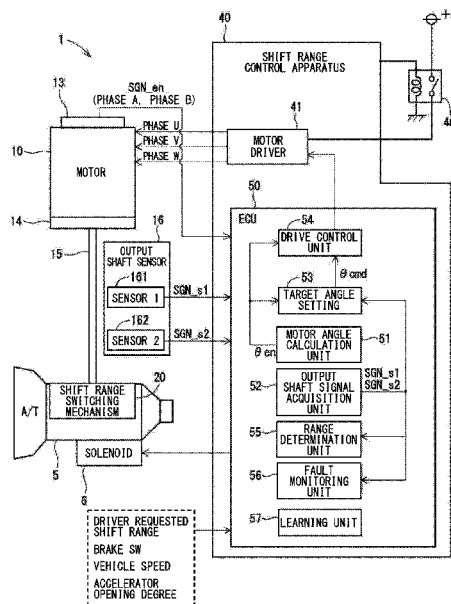 1
40
+
SHIFT RANGE
CONTROL APPARATUS
13
SGN_en
(PHASE A, PHASE B)
41
PHASE U
PHASE V
PHASE W
MOTOR
DRIVER
10
MOTOR
50
14
16
ECU
54
15
OUTPUT
SHAFT SENSOR
DRIVE CONTROL
UNIT
161
SENSOR 1
SGN_s1
θ cmd
53
TARGET ANGLE
SETTING
162
SENSOR 2
SGN_s2
θ en
MOTOR ANGLE
CALCULATION
UNIT
51
SGN_s1
SGN_s2
52
OUTPUT
SHAFT SIGNAL
ACQUISITION
UNIT
A/T
SHIFT RANGE
SWITCHING
MECHANISM
20
55
RANGE
DETERMINATION
UNIT
5
SOLENOID
6
56
FAULT
MONITORING
UNIT
57
LEARNING UNIT
DRIVER REQUESTED
SHIFT RANGE
BRAKE SW
VEHICLE SPEED
ACCELERATOR
OPENING DEGREE